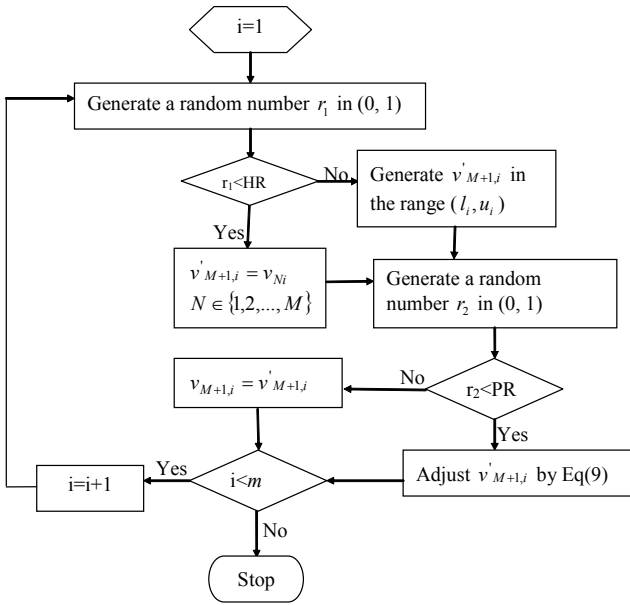 i=1
Generate a random number r₁ in (0, 1)
r₁<HR
No
Generate v'M+1,i in
the range (lᵢ,uᵢ)
Yes
v'M+1,i = vNi
N ∈ {1,2,..., M}
Generate a random
number r₂ in (0, 1)
No
vM+1,i = v'M+1,i
r₂<PR
Yes
Yes
i=i+1
i<m
Adjust v'M+1,i by Eq(9)
No
Stop